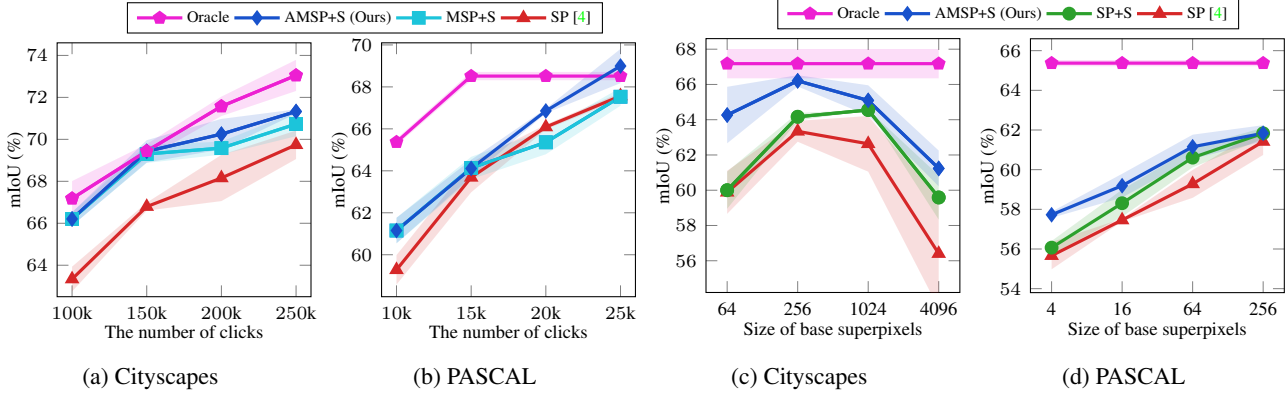 Oracle AMSP+S (Ours) MSP+S SP [4]
Oracle AMSP+S (Ours) SP+S SP [4]
74
72
70
68
66
64
mIoU (%)
100k 150k 200k 250k
The number of clicks
(a) Cityscapes
70
68
66
64
62
60
mIoU (%)
10k 15k 20k 25k
The number of clicks
(b) PASCAL
68
66
64
62
60
58
56
mIoU (%)
64 256 1024 4096
Size of base superpixels
(c) Cityscapes
66
64
62
60
58
56
54
mIoU (%)
4 16 64 256
Size of base superpixels
(d) PASCAL